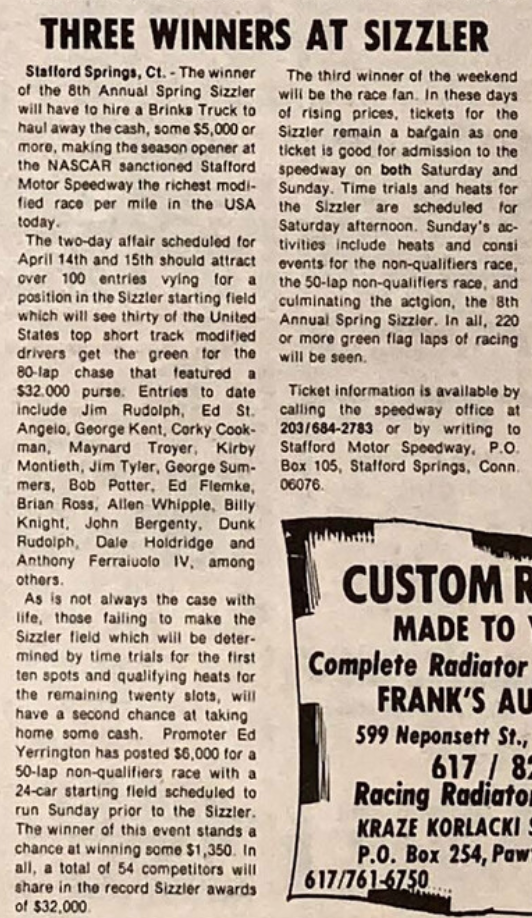 THREE WINNERS AT SIZZLER
Stafford Springs, Ct. - The winner
of the 8th Annual Spring Sizzler
will have to hire a Brinks Truck to
haul away the cash, some $5,000 or
more, making the season opener at
the NASCAR sanctioned Stafford
Motor Speedway the richest modi-
fied race per mile in the USA
today.
The two-day affair scheduled for
April 14th and 15th should attract
over 100 entries vying for a
position in the Sizzler starting field
which will see thirty of the United
States top short track modified
drivers get the green for the
80-lap chase that featured a
$32.000 purse. Entries to date
include Jim Rudolph, Ed St.
Angelo, George Kent, Corky Cook-
man, Maynard Troyer, Kirby
Montieth, Jim Tyler, George Sum-
mers, Bob Potter, Ed Flemke,
Brian Ross, Allen Whipple, Billy
Knight, John Bergenty, Dunk
Rudolph, Dale Holdridge and
Anthony Ferraiuolo IV, among
others.
As is not always the case with
life, those failing to make the
Sizzler field which will be deter-
mined by time trials for the first
ten spots and qualifying heats for
the remaining twenty slots, will
have a second chance at taking
home some cash. Promoter Ed
Yerrington has posted $6,000 for a
50-lap non-qualifiers race with a
24-car starting field scheduled to
run Sunday prior to the Sizzler.
The winner of this event stands a
chance at winning some $1,350. In
all, a total of 54 competitors will
share in the record Sizzler awards
of $32,000.
The third winner of the weekend
will be the race fan. In these days
of rising prices, tickets for the
Sizzler remain a bargain as one
ticket is good for admission to the
speedway on both Saturday and
Sunday. Time trials and heats for
the Sizzler are scheduled for
Saturday afternoon. Sunday's ac-
tivities include heats and consi
events for the non-qualifiers race,
the 50-lap non-qualifiers race, and
culminating the actgion, the 8th
Annual Spring Sizzler. In all, 220
or more green flag laps of racing
will be seen.
Ticket information is available by
calling the speedway office at
203/684-2783 or by writing to
Stafford Motor Speedway, P.O.
Box 105, Stafford Springs, Conn.
06076.
CUSTOM R
MADE TO
Complete Radiator
FRANK'S AU
599 Neponsett St.,
617 / 82
Racing Radiator
KRAZE KORLACKI
P.O. Box 254, Paw
617/761-6750